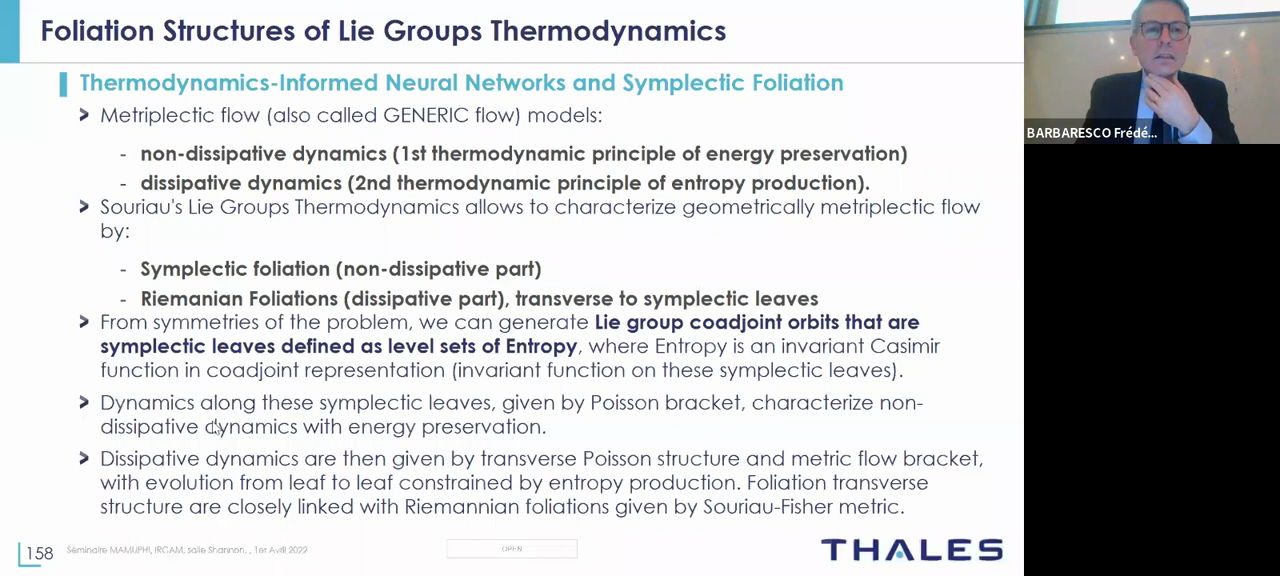 Foliation Structures of Lie Groups Thermodynamics
Thermodynamics-Informed Neural Networks and Symplectic Foliation
> Metriplectic flow (also called GENERIC flow) models:
- non-dissipative dynamics (1st thermodynamic principle of energy preservation)
- dissipative dynamics (2nd thermodynamic principle of entropy production).
> Souriau's Lie Groups Thermodynamics allows to characterize geometrically metriplectic flow
by:
- Symplectic foliation (non-dissipative part)
- Riemanian Foliations (dissipative part), transverse to symplectic leaves
> From symmetries of the problem, we can generate Lie group coadjoint orbits that are
symplectic leaves defined as level sets of Entropy, where Entropy is an invariant Casimir
function in coadjoint representation (invariant function on these symplectic leaves).
> Dynamics along these symplectic leaves, given by Poisson bracket, characterize non-
dissipative dynamics with energy preservation.
> Dissipative dynamics are then given by transverse Poisson structure and metric flow bracket,
with evolution from leaf to leaf constrained by entropy production. Foliation transverse
structure are closely linked with Riemannian foliations given by Souriau-Fisher metric.
158
Séminaire MAMUPHI, IRCAM, salle Shannon, , 1er Avril 2022
OPEN
THALES
BARBARESCO Frédé...